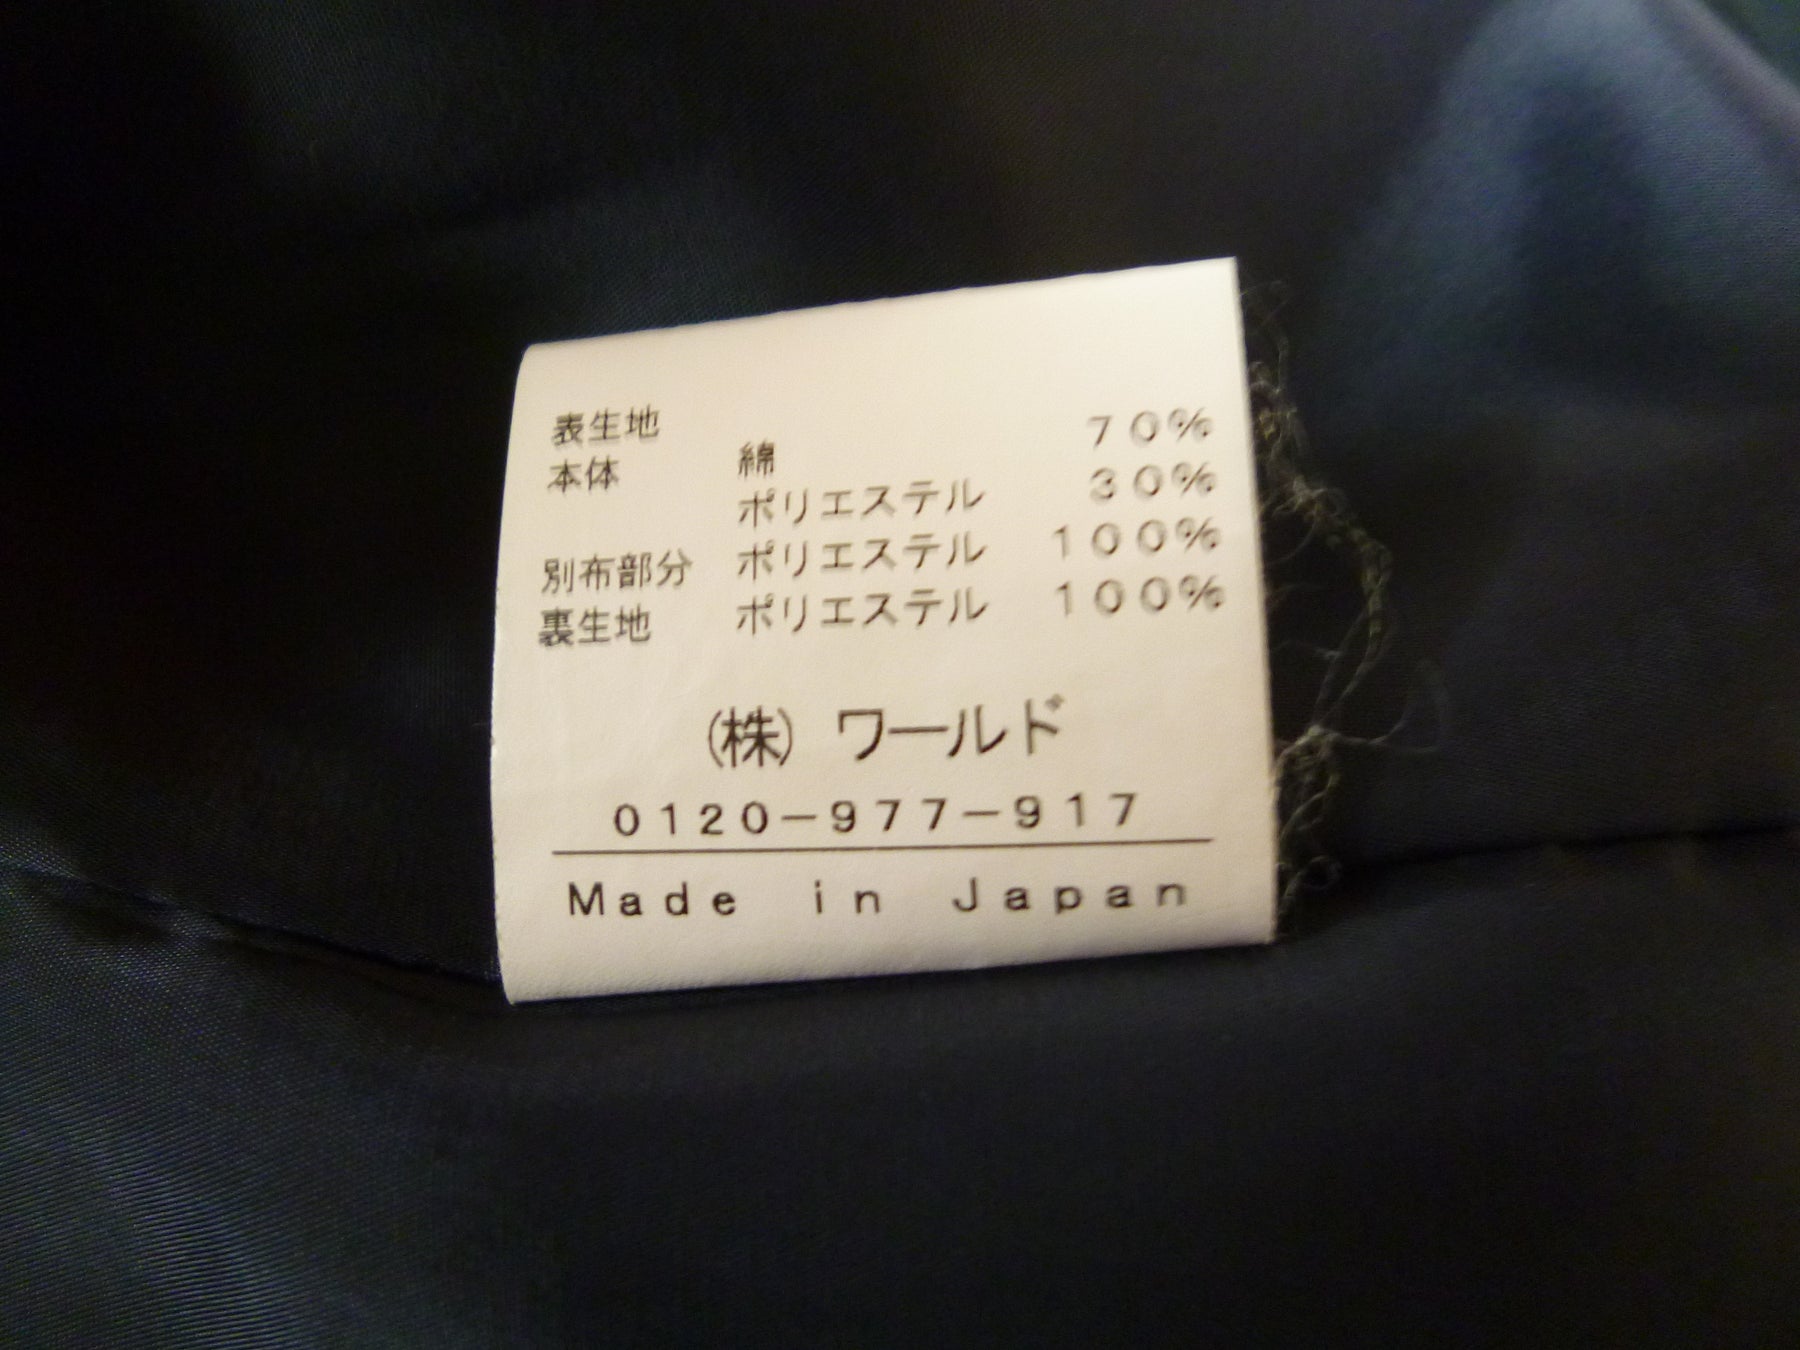 表生地
本体 綿 70%
ポリエステル 30%
別布部分 ポリエステル 100%
裏生地 ポリエステル 100%
(株) ワールド
0120-977-917
Made in Japan